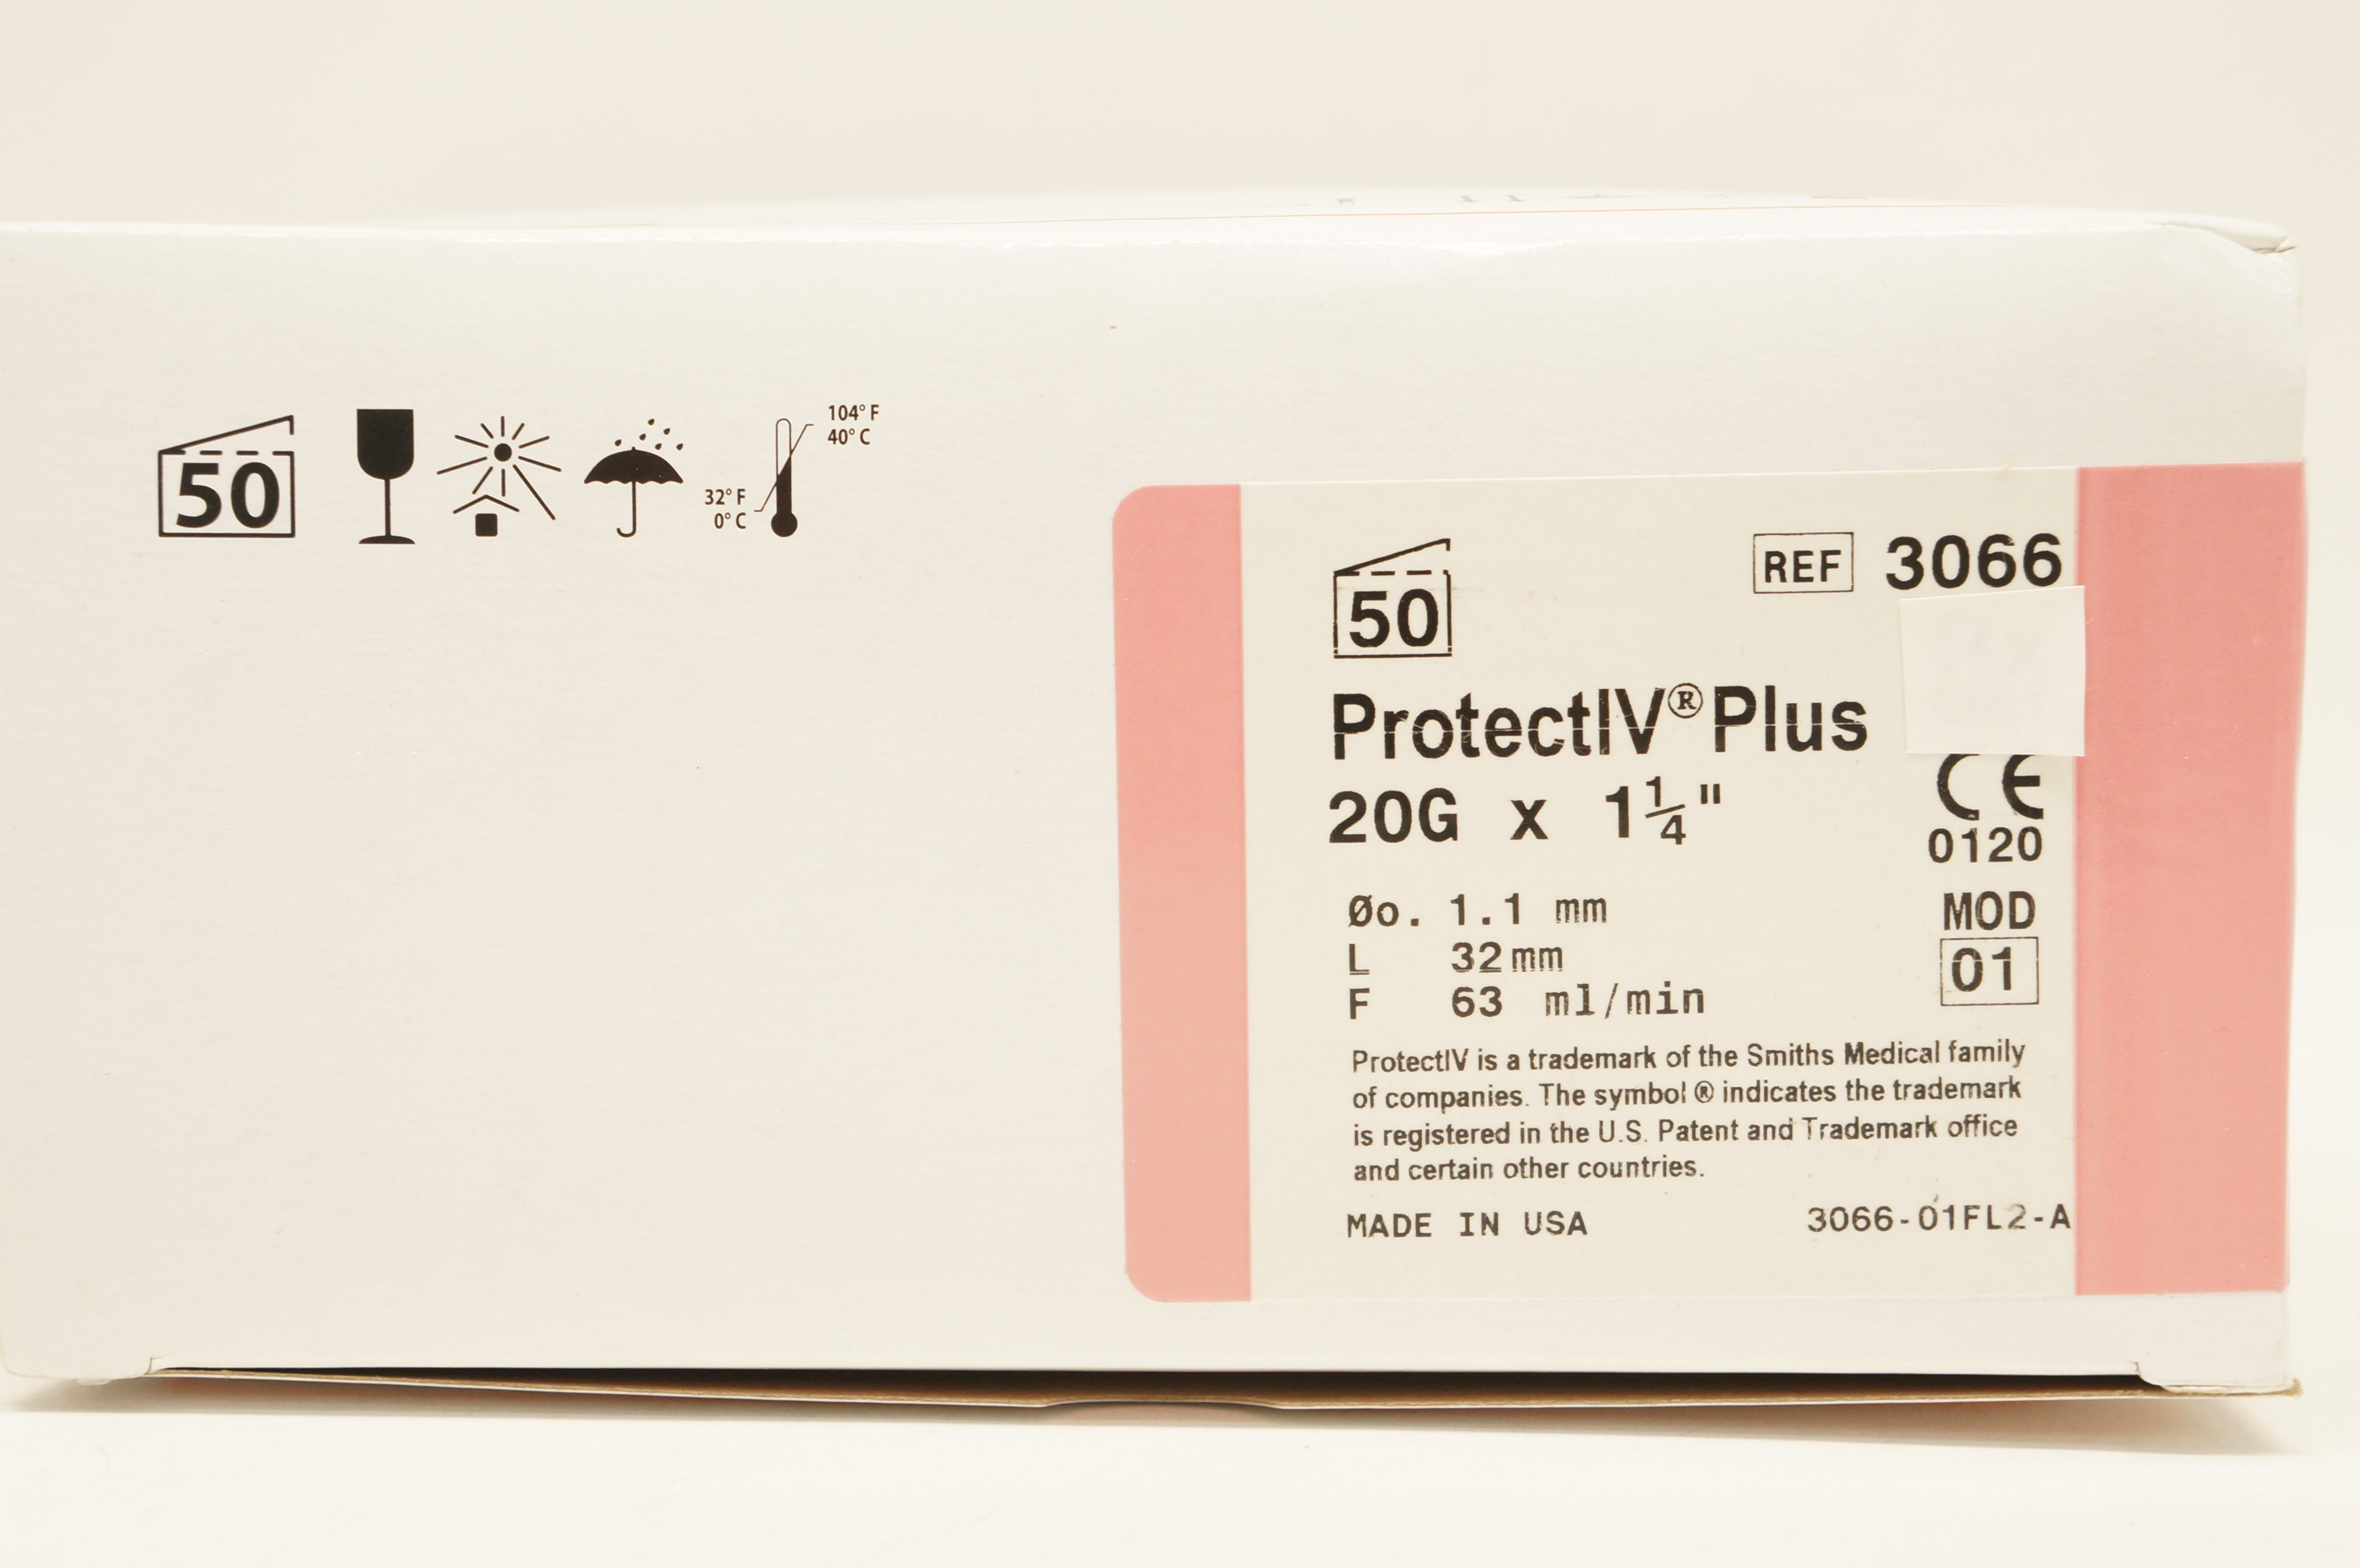 50
104° F
40° C
32° F
0° C
50
REF 3066
ProtectIV® Plus
20G x 1¼"
CE
0120
Øo. 1.1 mm
L 32mm
F 63 ml/min
MOD
01
ProtectIV is a trademark of the Smiths Medical family
of companies. The symbol ® indicates the trademark
is registered in the U.S. Patent and Trademark office
and certain other countries.
MADE IN USA
3066-01FL2-A